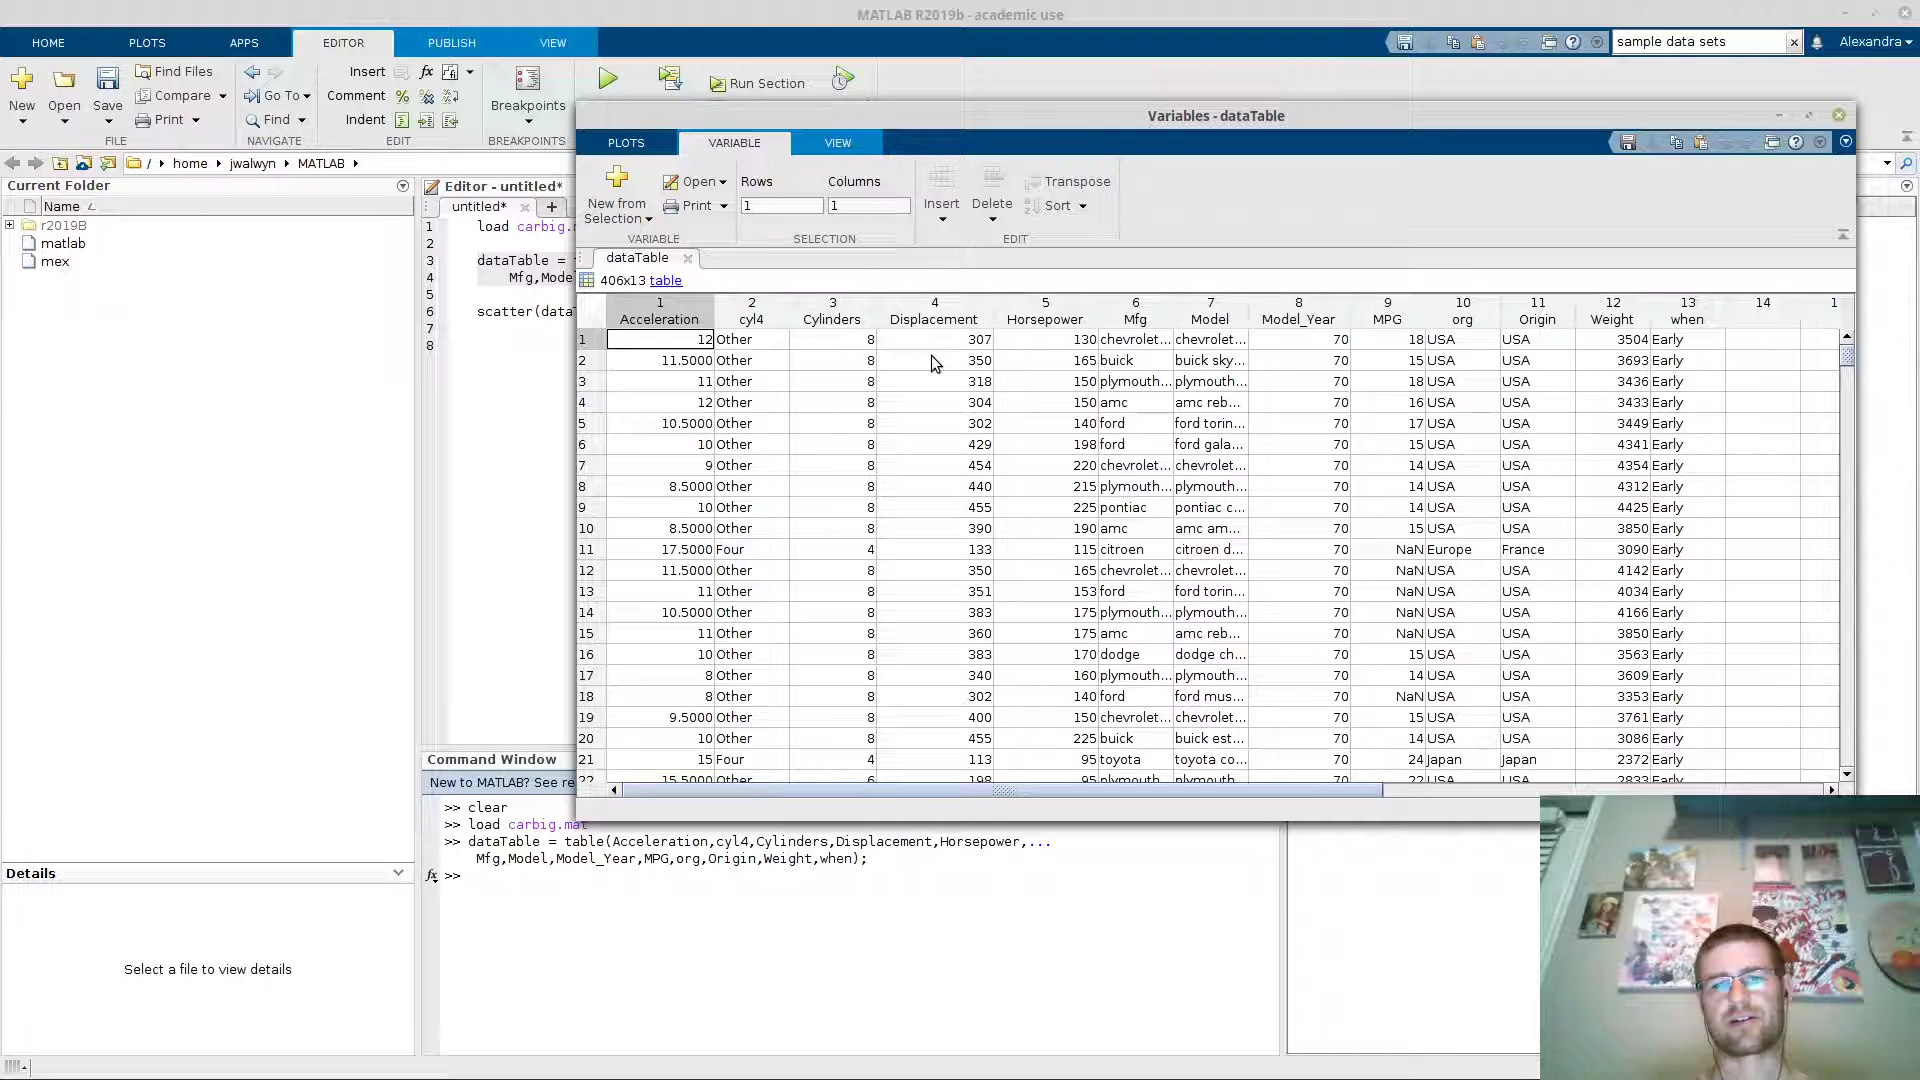 MATLAB R2019b - academic use
HOME PLOTS APPS EDITOR PUBLISH VIEW
sample data sets
Alexandra
New Open Save
Find Files
Compare
Print
FILE
Go To
Find
NAVIGATE
Insert fx
Comment
Indent
EDIT
Breakpoints
BREAKPOINTS
Run Section
/ home jwalwyn MATLAB
Current Folder
Name
r2019B
matlab
mex
Details
Select a file to view details
Editor - untitled*
untitled*
1 load carbig.m
2
3 dataTable =
4 Mfg,Mode
5
6 scatter(data
7
8
Variables - dataTable
PLOTS VARIABLE VIEW
New from Selection
Open
Print
VARIABLE
Rows Columns
1 1
SELECTION
Insert Delete
Transpose
Sort
EDIT
dataTable
406x13 table
1 2 3 4 5 6 7 8 9 10 11 12 13 14 1
Acceleration cyl4 Cylinders Displacement Horsepower Mfg Model Model_Year MPG org Origin Weight when
1 12 Other 8 307 130 chevrolet... chevrolet... 70 18 USA USA 3504 Early
2 11.5000 Other 8 350 165 buick buick sky... 70 15 USA USA 3693 Early
3 11 Other 8 318 150 plymouth... plymouth... 70 18 USA USA 3436 Early
4 12 Other 8 304 150 amc amc reb... 70 16 USA USA 3433 Early
5 10.5000 Other 8 302 140 ford ford torin... 70 17 USA USA 3449 Early
6 10 Other 8 429 198 ford ford gala... 70 15 USA USA 4341 Early
7 9 Other 8 454 220 chevrolet... chevrolet... 70 14 USA USA 4354 Early
8 8.5000 Other 8 440 215 plymouth... plymouth... 70 14 USA USA 4312 Early
9 10 Other 8 455 225 pontiac pontiac c... 70 14 USA USA 4425 Early
10 8.5000 Other 8 390 190 amc amc am... 70 15 USA USA 3850 Early
11 17.5000 Four 4 133 115 citroen citroen d... 70 NaN Europe France 3090 Early
12 11.5000 Other 8 350 165 chevrolet... chevrolet... 70 NaN USA USA 4142 Early
13 11 Other 8 351 153 ford ford torin... 70 NaN USA USA 4034 Early
14 10.5000 Other 8 383 175 plymouth... plymouth... 70 NaN USA USA 4166 Early
15 11 Other 8 360 175 amc amc reb... 70 NaN USA USA 3850 Early
16 10 Other 8 383 170 dodge dodge ch... 70 15 USA USA 3563 Early
17 8 Other 8 340 160 plymouth... plymouth... 70 14 USA USA 3609 Early
18 8 Other 8 302 140 ford ford mus... 70 NaN USA USA 3353 Early
19 9.5000 Other 8 400 150 chevrolet... chevrolet... 70 15 USA USA 3761 Early
20 10 Other 8 455 225 buick buick est... 70 14 USA USA 3086 Early
21 15 Four 4 113 95 toyota toyota co... 70 24 Japan Japan 2372 Early
22 15.5000 Other 6 198 95 plymouth plymouth 70 22 USA USA 2833 Early
Command Window
New to MATLAB? See re
>> clear
>> load carbig.mat
>> dataTable = table(Acceleration,cyl4,Cylinders,Displacement,Horsepower,...
Mfg,Model,Model_Year,MPG,org,Origin,Weight,when);
fx >>